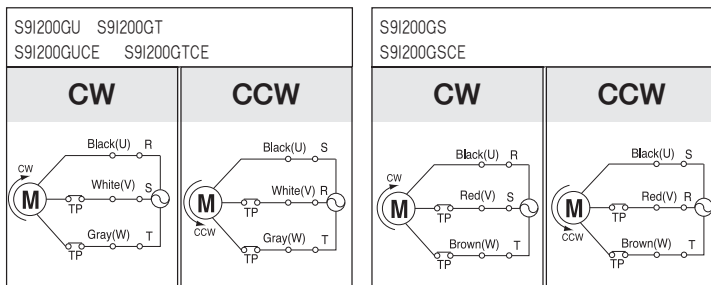 S9I200GU S9I200GT
S9I200GUCE S9I200GTCE
CW
CCW
Black(U) R
CW
White(V) S
M
TP
Gray(W) T
TP
Black(U) S
White(V) R
M
TP
CCW
Gray(W) T
TP
S9I200GS
S9I200GSCE
CW
CCW
Black(U) R
CW
Red(V) S
M
TP
Brown(W) T
TP
Black(U) S
Red(V) R
M
TP
CCW
Brown(W) T
TP